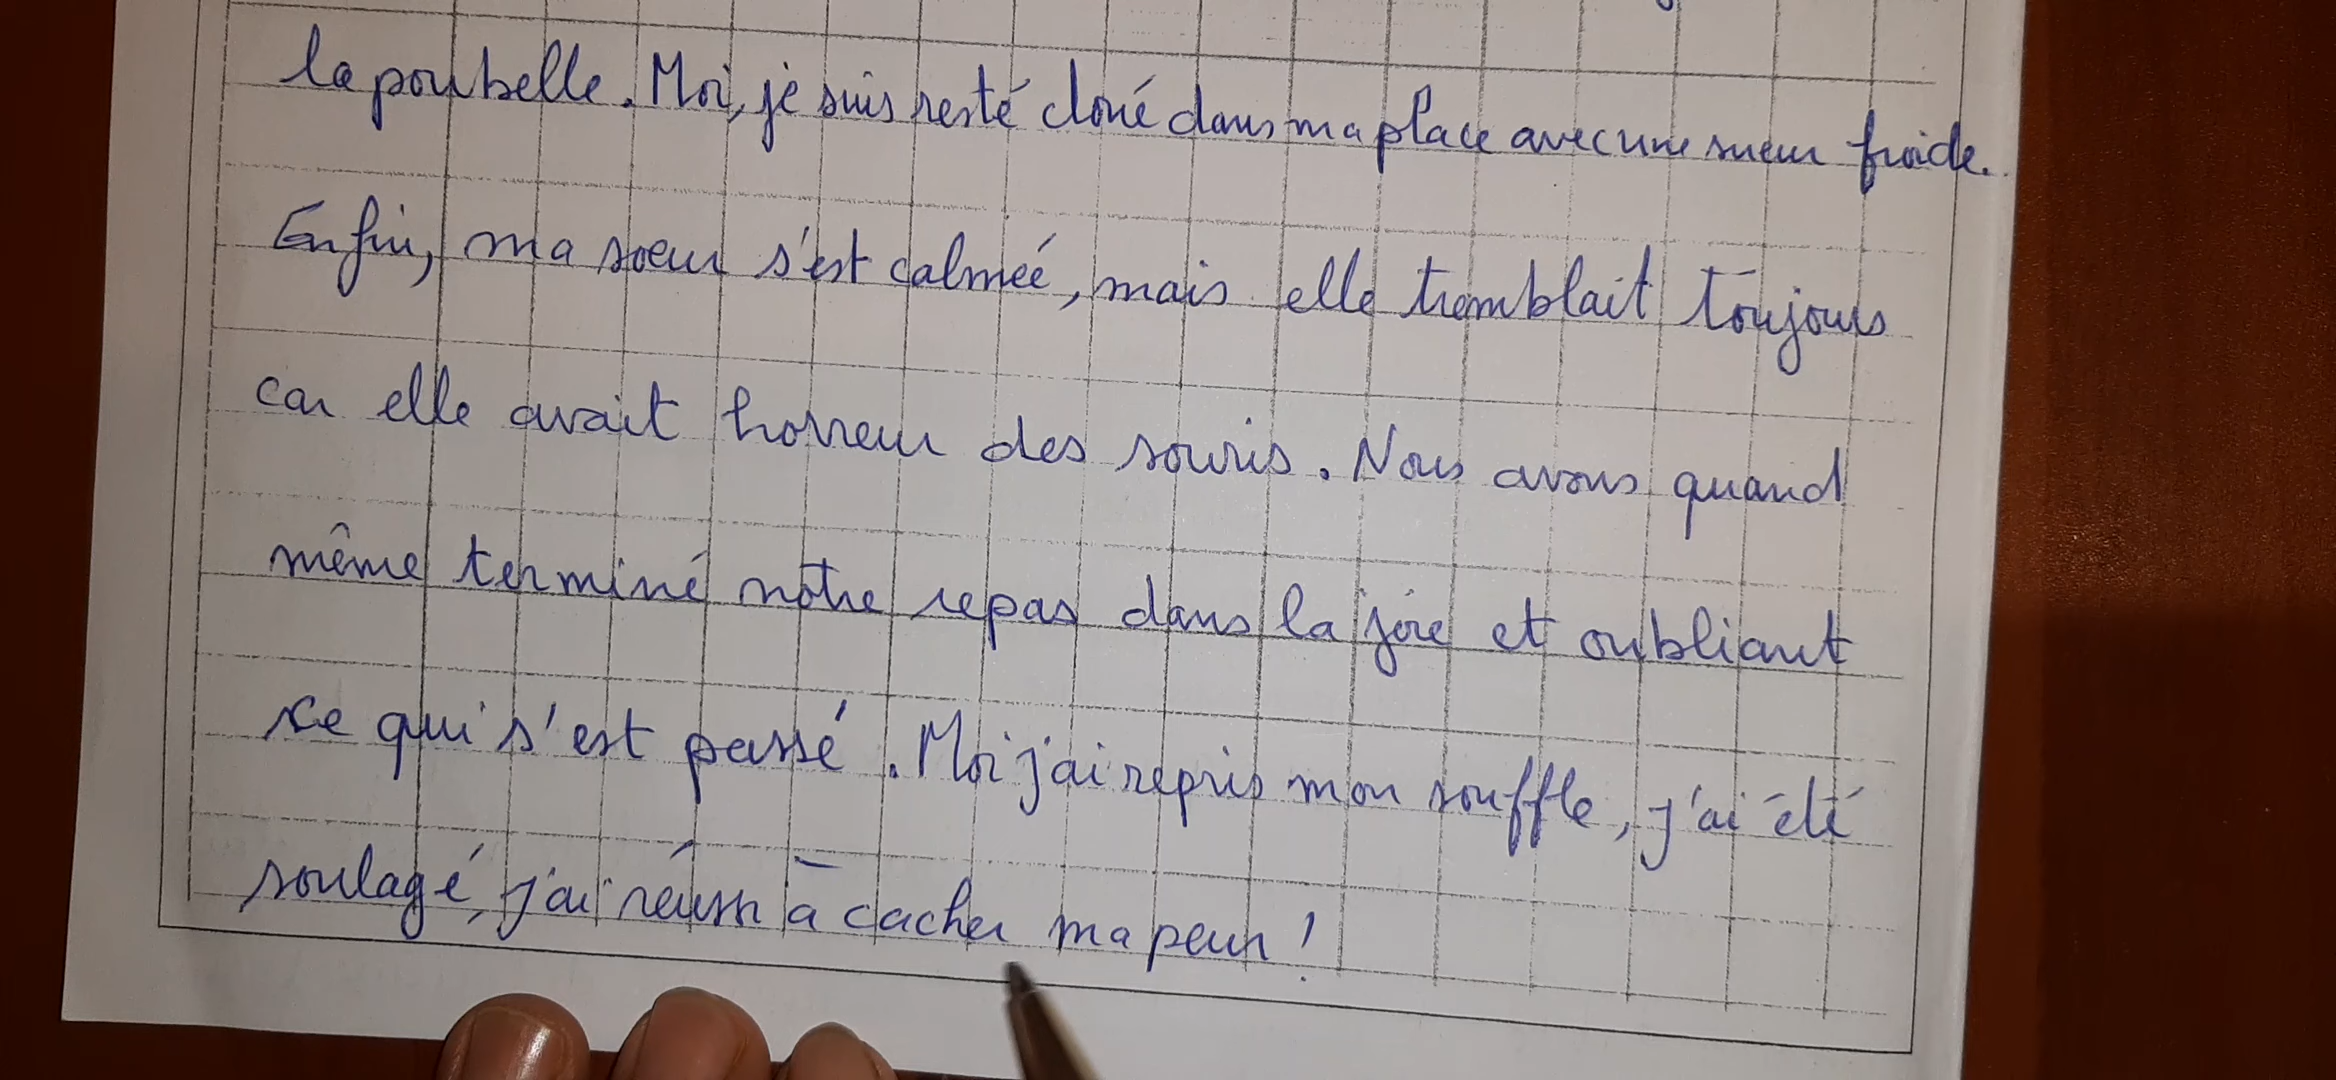 la poubelle. Moi, je suis resté cloué dans ma place avec une sueur froide.
Enfin, ma soeur s'est calmeé, mais elle tremblait toujours
car elle avait horreur des souris. Nous avons quand
même terminé notre repas dans la joie et oubliant
ce qui s'est passé. Moi j'ai repris mon souffle, j'ai été
soulagé, j'ai réussi à cacher ma peur !